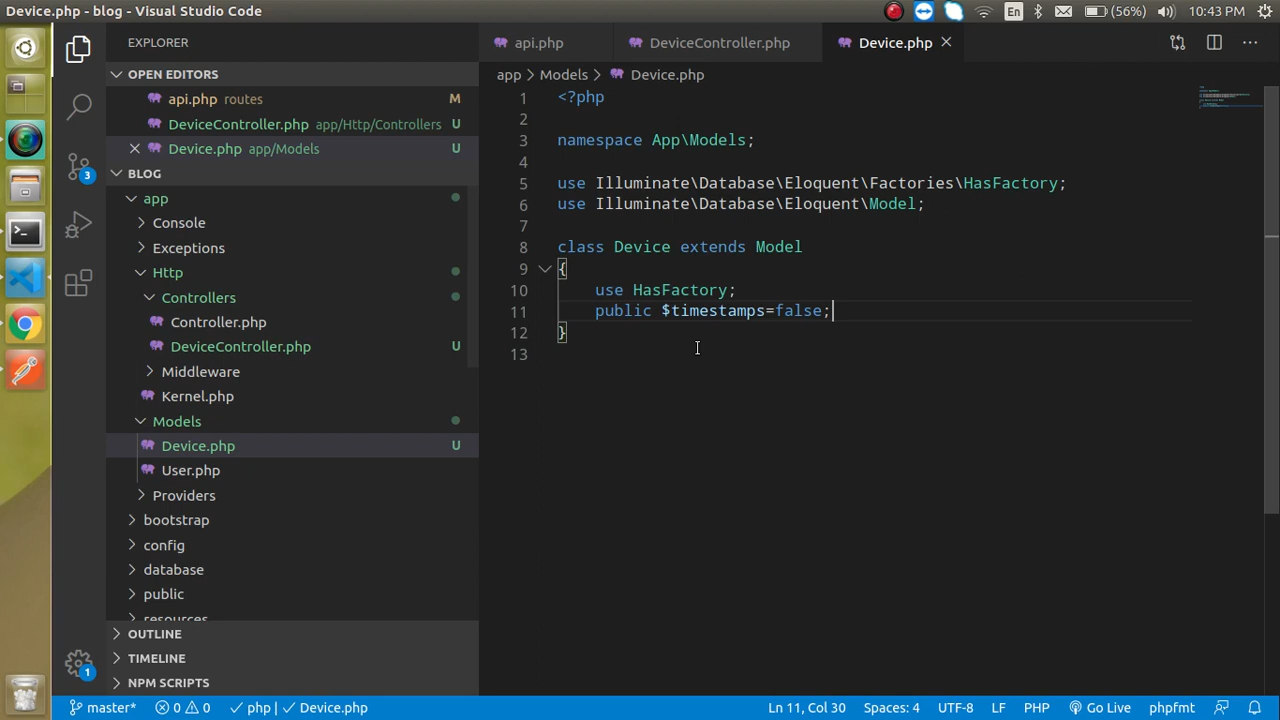 Device.php - blog - Visual Studio Code
En
(56%)
10:43 PM
EXPLORER
OPEN EDITORS
api.php routes M
DeviceController.php app/Http/Controllers U
Device.php app/Models U
BLOG
app
Console
Exceptions
Http
Controllers
Controller.php
DeviceController.php U
Middleware
Kernel.php
Models
Device.php U
User.php
Providers
bootstrap
config
database
public
resources
OUTLINE
TIMELINE
NPM SCRIPTS
3
1
api.php
DeviceController.php
Device.php
app > Models > Device.php
1 <?php
2
3 namespace App\Models;
4
5 use Illuminate\Database\Eloquent\Factories\HasFactory;
6 use Illuminate\Database\Eloquent\Model;
7
8 class Device extends Model
9 {
10 use HasFactory;
11 public $timestamps=false;
12 }
13
master* 0 0 php | Device.php
Ln 11, Col 30 Spaces: 4 UTF-8 LF PHP Go Live phpfmt